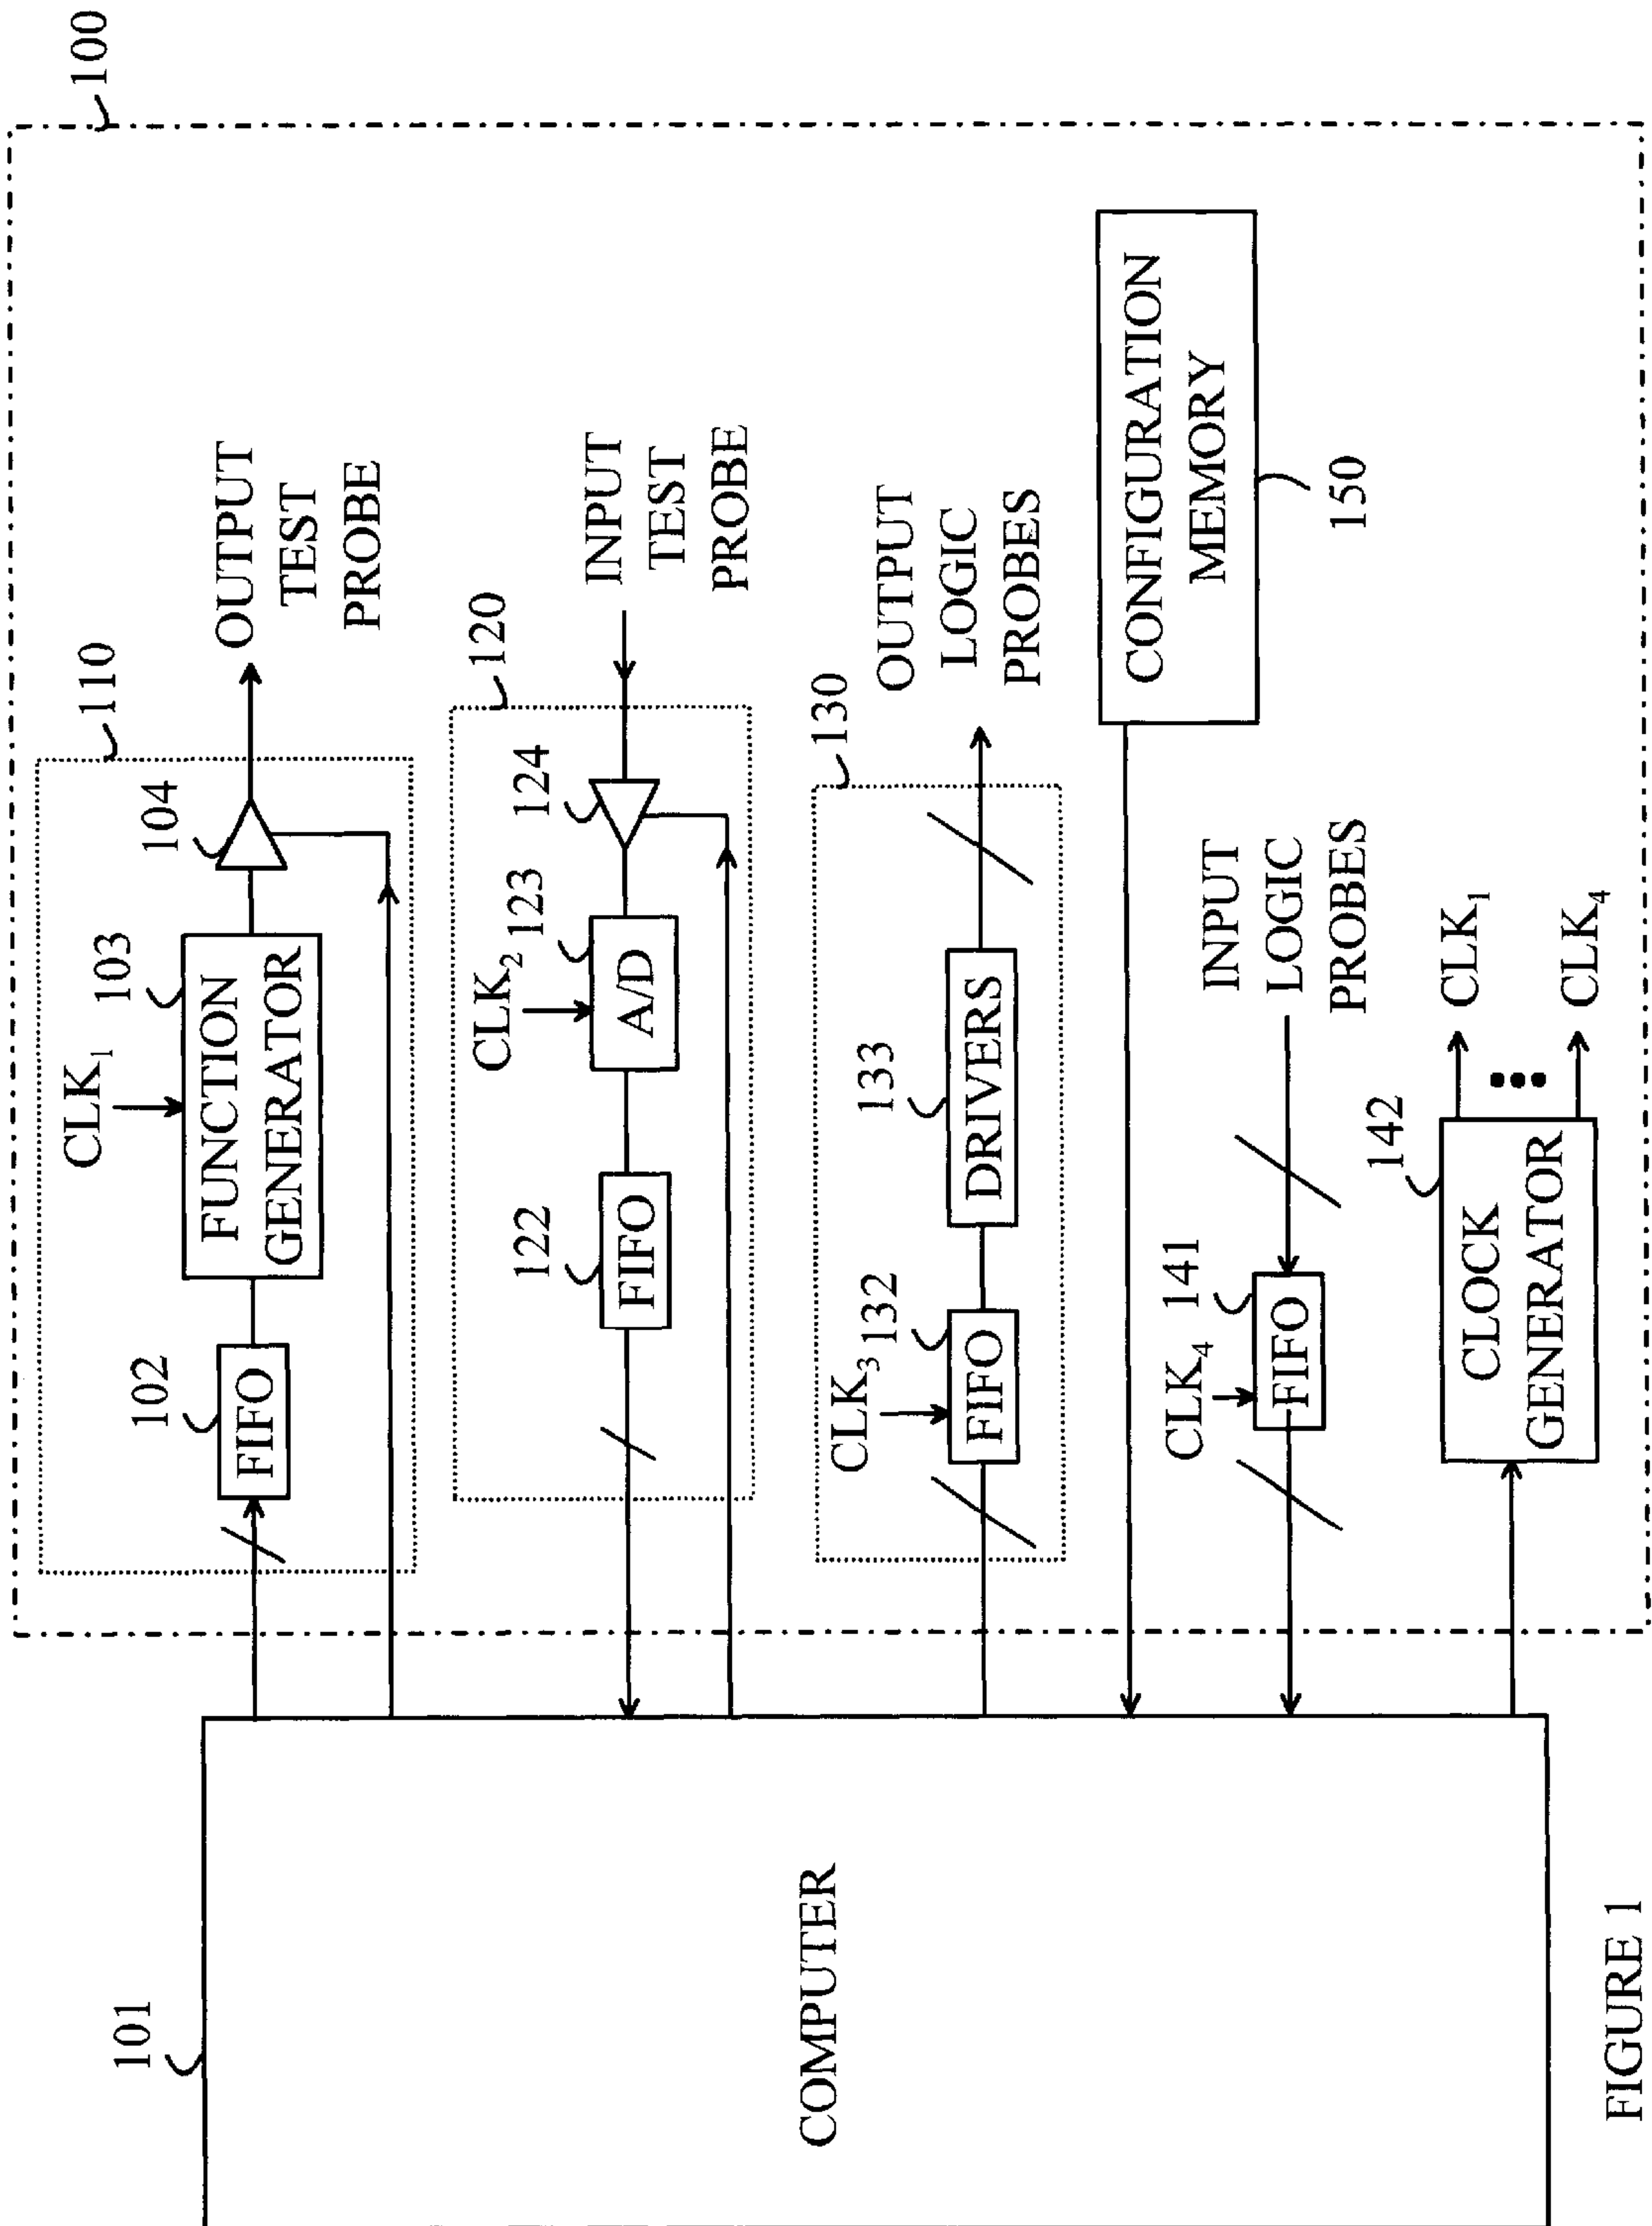 100
110
OUTPUT
TEST
PROBE
104
CLK1
103
FUNCTION
GENERATOR
102
FIFO
120
INPUT
TEST
PROBE
124
CLK2
123
A/D
122
FIFO
130
OUTPUT
LOGIC
PROBES
133
DRIVERS
CLK3
132
FIFO
CONFIGURATION
MEMORY
150
INPUT
LOGIC
PROBES
CLK4
141
FIFO
142
CLOCK
GENERATOR
CLK1
CLK4
101
COMPUTER
FIGURE 1